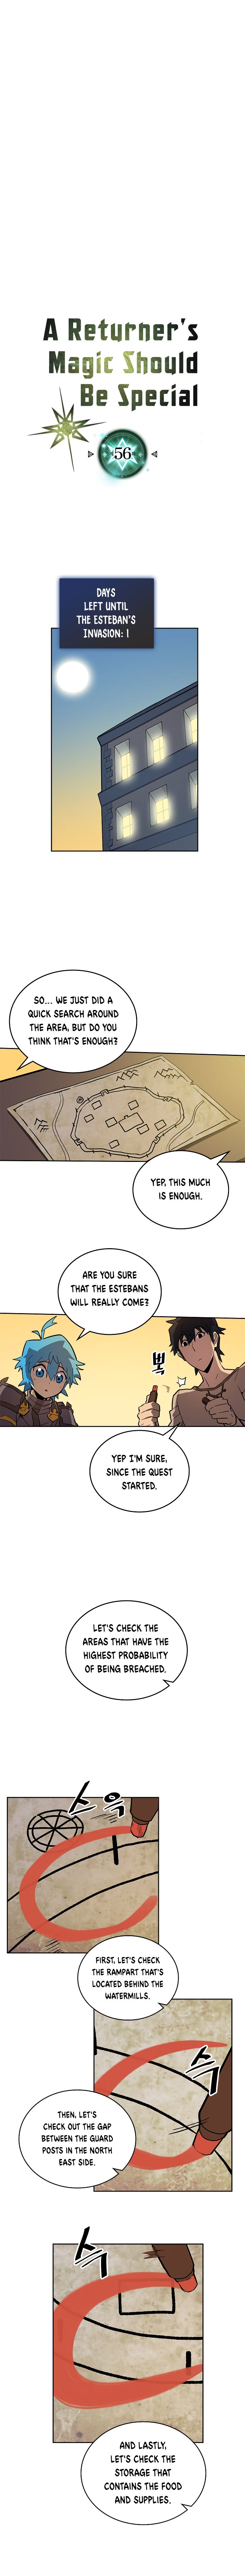 A Returner's
Magic Should
Be Special
56
DAYS
LEFT UNTIL
THE ESTEBAN'S
INVASION: 1
SO... WE JUST DID A
QUICK SEARCH AROUND
THE AREA, BUT DO YOU
THINK THAT'S ENOUGH?
YEP, THIS MUCH
IS ENOUGH.
ARE YOU SURE
THAT THE ESTEBANS
WILL REALLY COME?
뽁
YEP I'M SURE,
SINCE THE QUEST
STARTED.
LET'S CHECK THE
AREAS THAT HAVE THE
HIGHEST PROBABILITY
OF BEING BREACHED.
스윽
FIRST, LET'S CHECK
THE RAMPART THAT'S
LOCATED BEHIND THE
WATERMILLS.
슥
THEN, LET'S
CHECK OUT THE GAP
BETWEEN THE GUARD
POSTS IN THE NORTH
EAST SIDE.
슥
AND LASTLY,
LET'S CHECK THE
STORAGE THAT
CONTAINS THE FOOD
AND SUPPLIES.